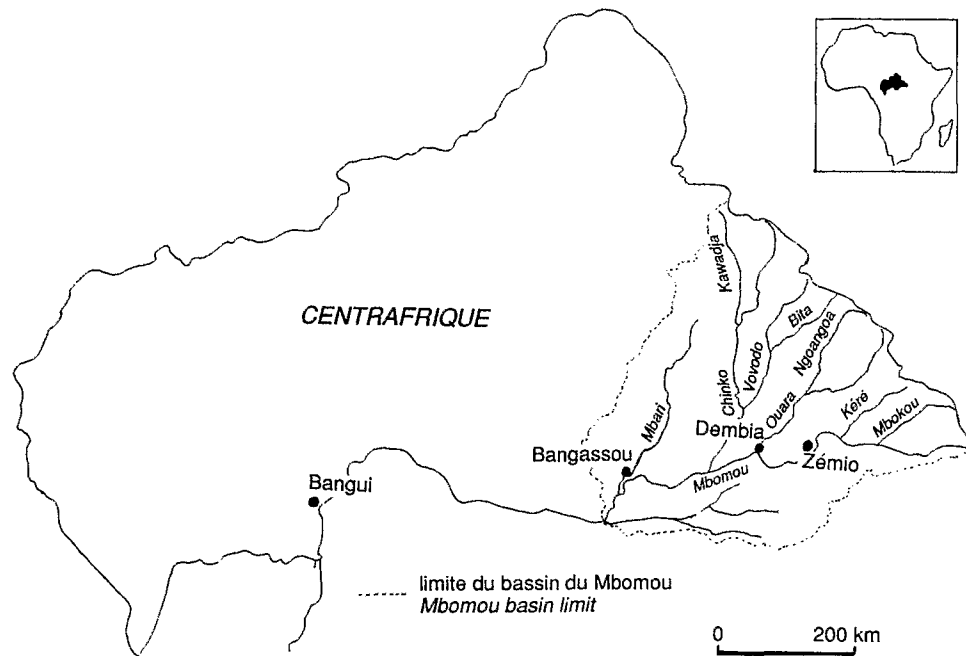 CENTRAFRIQUE
Kawadja
Bita
Vovodo
Ngoangoa
Chinko
Mbari
Ouara
Kéré
Mbokou
Dembia
Zémio
Bangassou
Mbomou
Bangui
limite du bassin du Mbomou
Mbomou basin limit
0 200 km